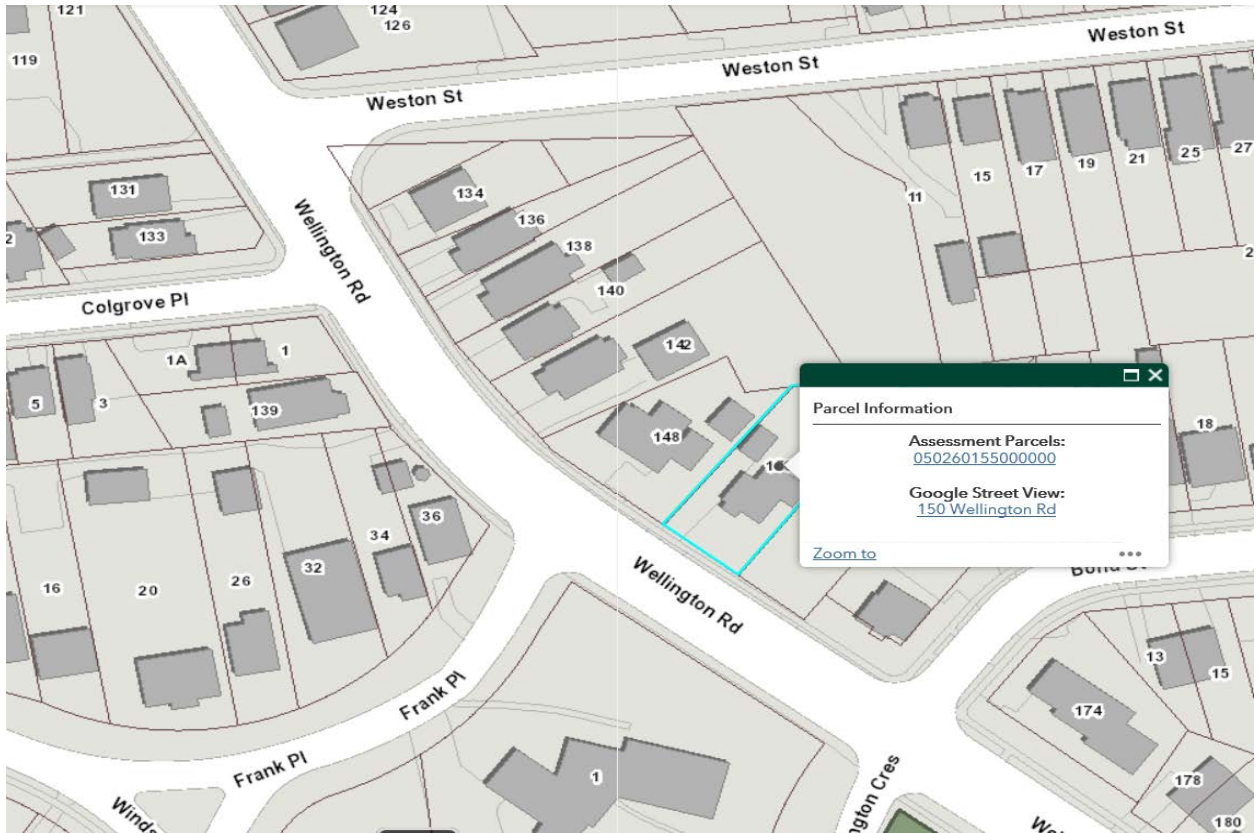 121
124
126
119
Weston St
Weston St
Weston St
131
133
2
134
136
138
140
142
148
Wellington Rd
Colgrove Pl
1A
1
5
3
139
11
15
17
19
21
25
27
2
18
Parcel Information
Assessment Parcels:
050260155000000
Google Street View:
150 Wellington Rd
Zoom to
16
20
26
32
34
36
Wellington Rd
Frank Pl
Frank Pl
1
13
15
174
178
180